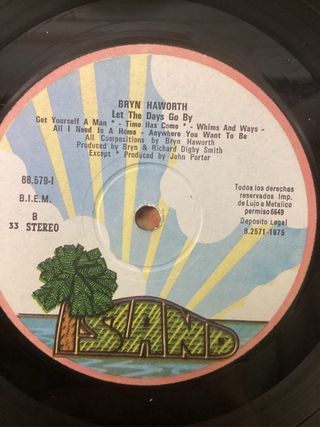 BRYN HAWORTH
Let The Days Go By
Get Yourself A Man * - Time Has Come * - Whims And Ways -
All I Need Is A Home - Anywhere You Want To Be
All Compositions by Bryn Haworth
Produced by Bryn & Richard Digby Smith
Except * Produced by John Porter
88.579-I
B.I.E.M.
B
33 STEREO
Todos los derechos
reservados Imp.
de Lujo a Metalico
permiso 6649
Depósito Legal
B.2571-1975
ISLAND